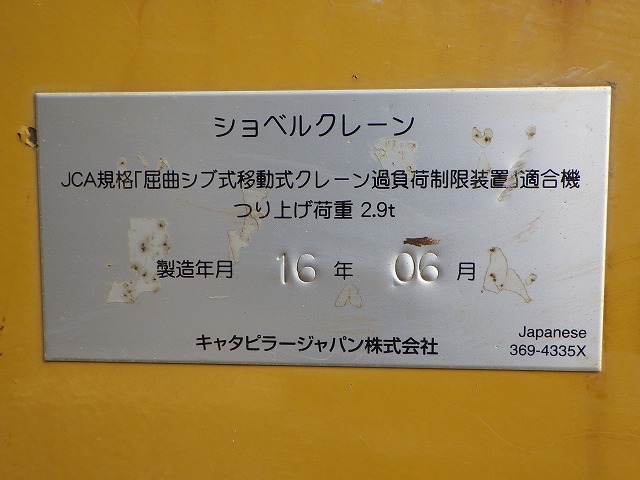 ショベルクレーン
JCA規格｢屈曲シブ式移動式クレーン過負荷制限装置｣適合機
つり上げ荷重 2.9t
製造年月 16 年 06 月
キャタピラージャパン株式会社
Japanese
369-4335X